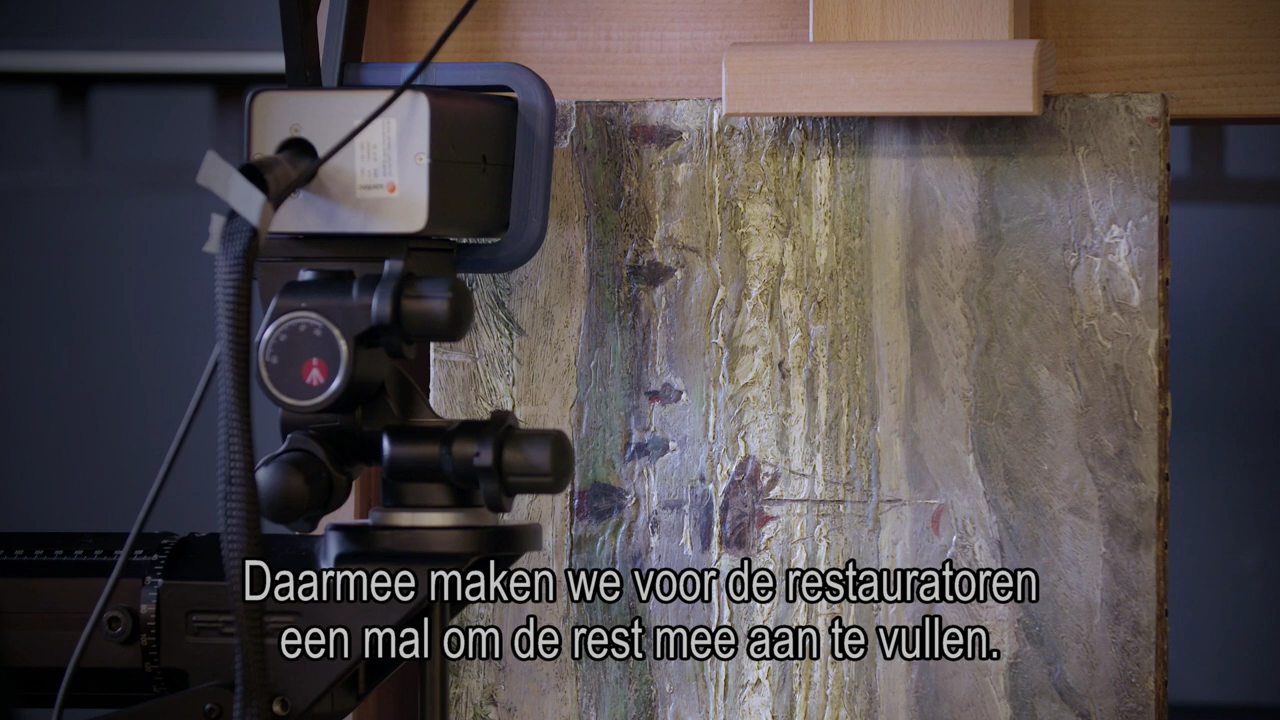 Daarmee maken we voor de restauratoren
een mal om de rest mee aan te vullen.